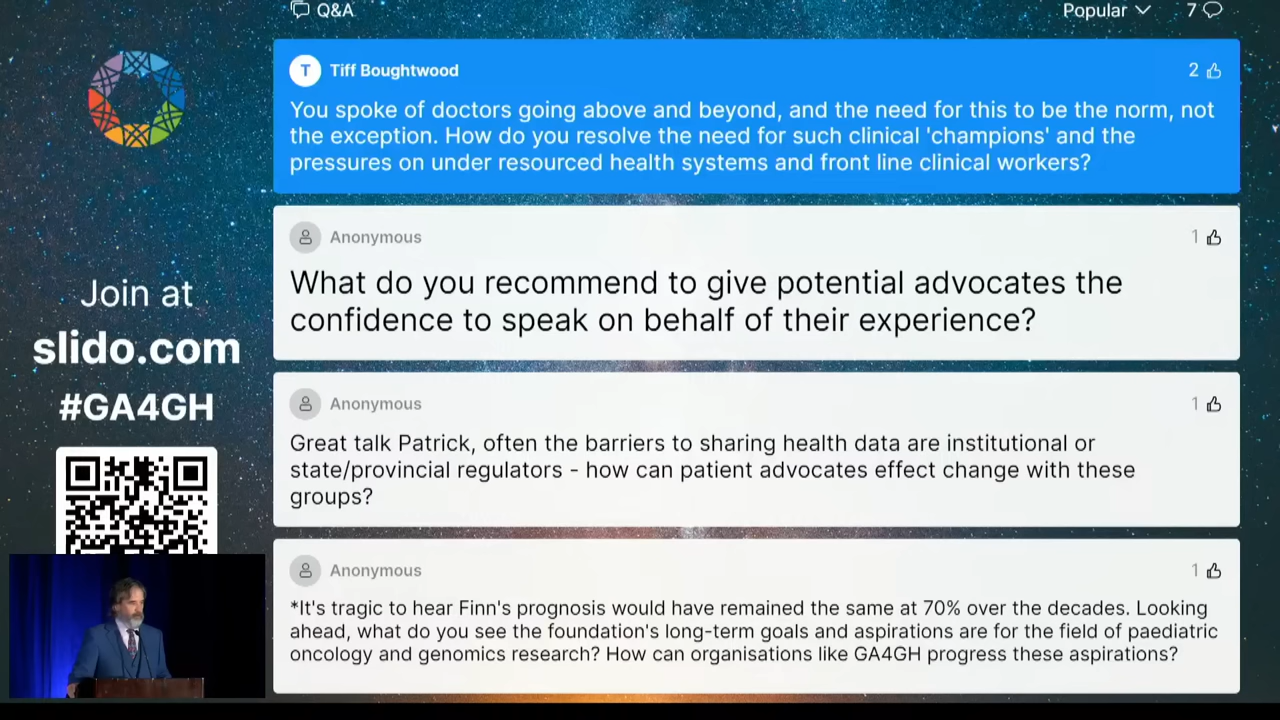 Q&A
Popular
7
T
Tiff Boughtwood
2
You spoke of doctors going above and beyond, and the need for this to be the norm, not
the exception. How do you resolve the need for such clinical 'champions' and the
pressures on under resourced health systems and front line clinical workers?
Anonymous
1
What do you recommend to give potential advocates the
confidence to speak on behalf of their experience?
Anonymous
1
Great talk Patrick, often the barriers to sharing health data are institutional or
state/provincial regulators - how can patient advocates effect change with these
groups?
Anonymous
1
*It's tragic to hear Finn's prognosis would have remained the same at 70% over the decades. Looking
ahead, what do you see the foundation's long-term goals and aspirations are for the field of paediatric
oncology and genomics research? How can organisations like GA4GH progress these aspirations?
Join at
slido.com
#GA4GH